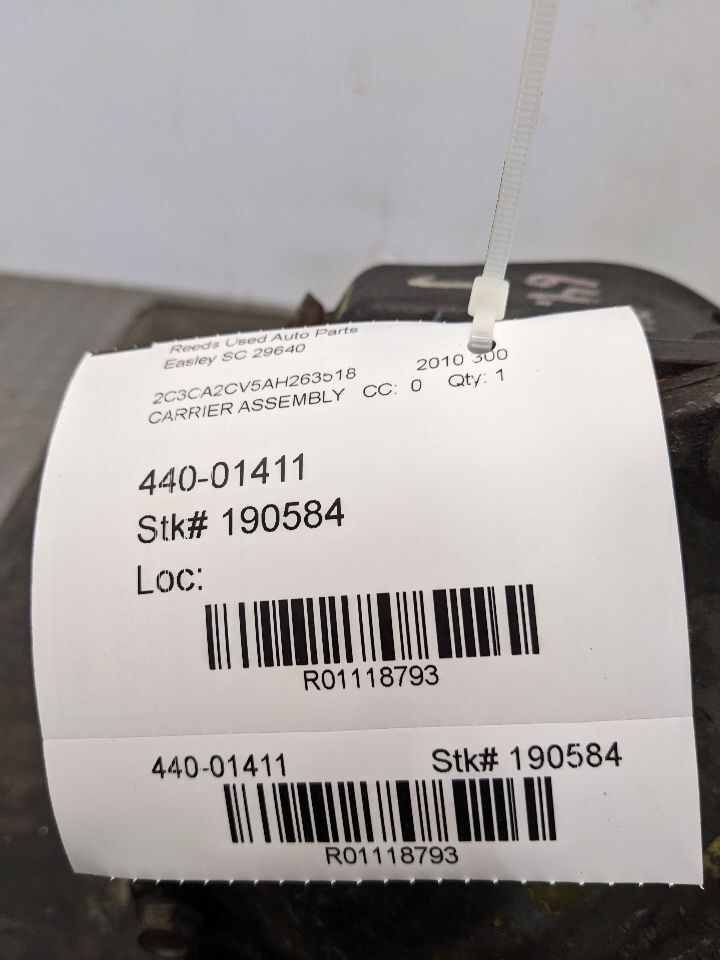 Reeds Used Auto Parts
Easley SC 29640
2C3CA2CV5AH263518 2010 300
CARRIER ASSEMBLY CC: 0 Qty: 1
440-01411
Stk# 190584
Loc:
R01118793
440-01411 Stk# 190584
R01118793